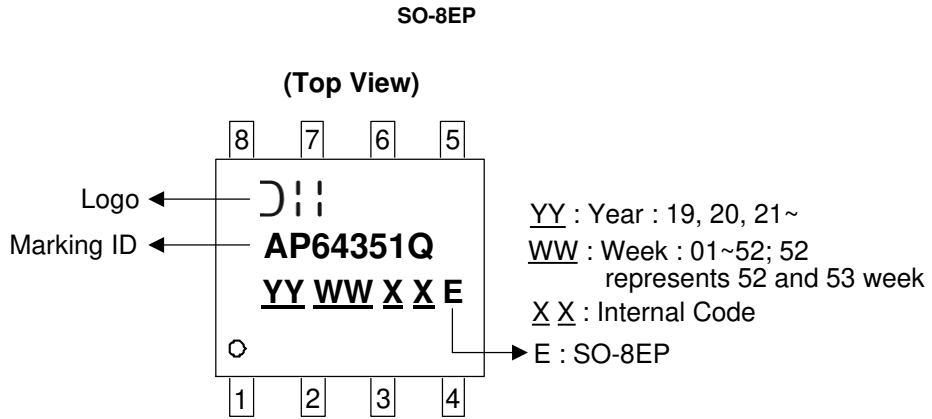 SO-8EP
(Top View)
8 7 6 5
Logo
Marking ID
AP64351Q
YY WW X X E
YY : Year : 19, 20, 21~
WW : Week : 01~52; 52
represents 52 and 53 week
X X : Internal Code
E : SO-8EP
1 2 3 4